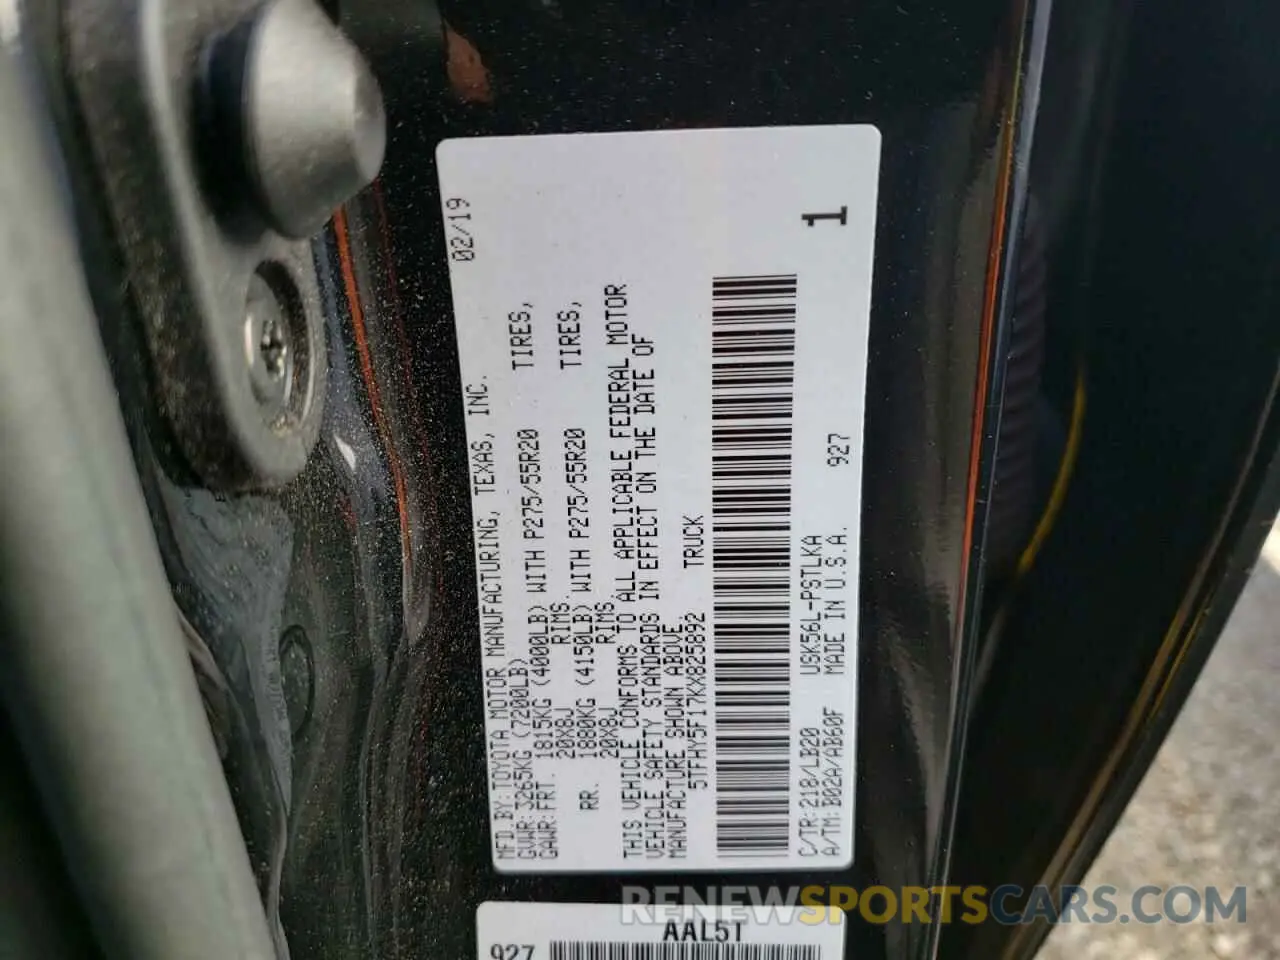 MFD BY:TOYOTA MOTOR MANUFACTURING, TEXAS, INC. 02/19
GVWR:3265KG (7200LB)
GAWR:FRT. 1815KG (4000LB) WITH P275/55R20 TIRES,
20X8J RIMS.
RR. 1880KG (4150LB) WITH P275/55R20 TIRES,
20X8J RIMS.
THIS VEHICLE CONFORMS TO ALL APPLICABLE FEDERAL MOTOR
VEHICLE SAFETY STANDARDS IN EFFECT ON THE DATE OF
MANUFACTURE SHOWN ABOVE.
5TFHY5F17KX825892 TRUCK
C/TR:218/LB20 USK56L-PSTLKA 927
A/TM:B02A/AB60F MADE IN U.S.A.
1
AAL5T
927
RENEWSPORTSCARS.COM